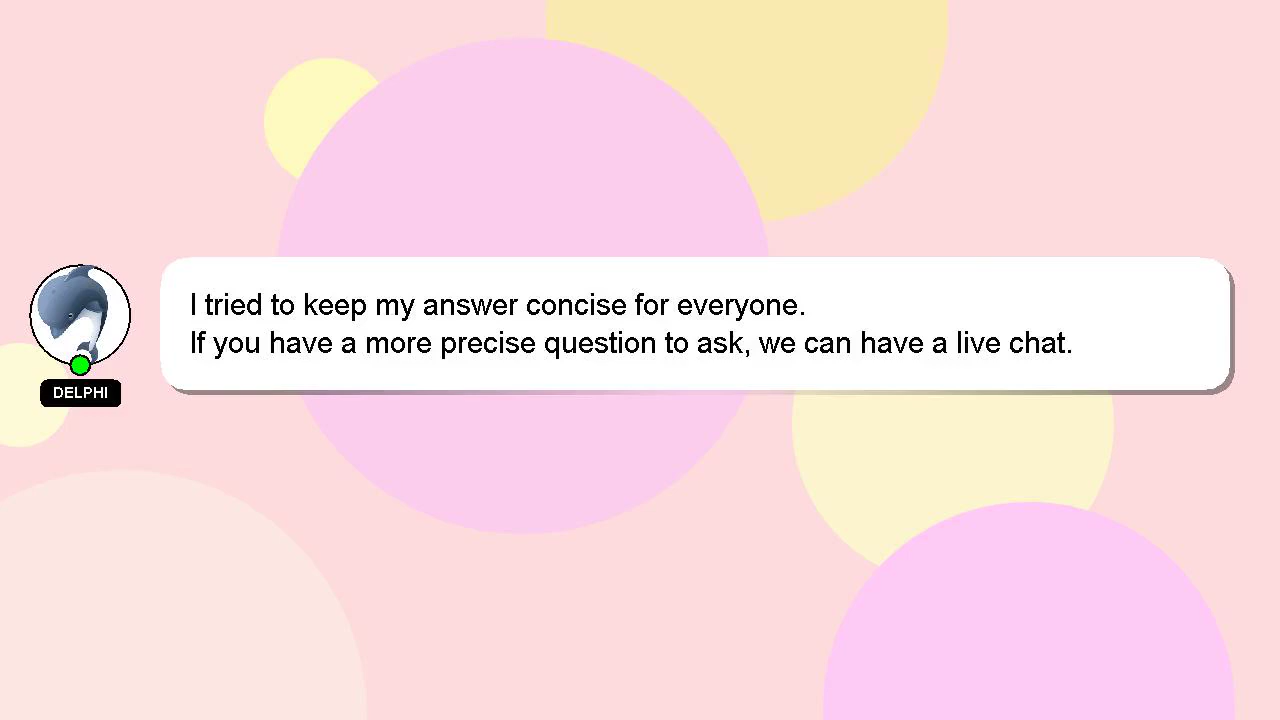 I tried to keep my answer concise for everyone.
If you have a more precise question to ask, we can have a live chat.
DELPHI